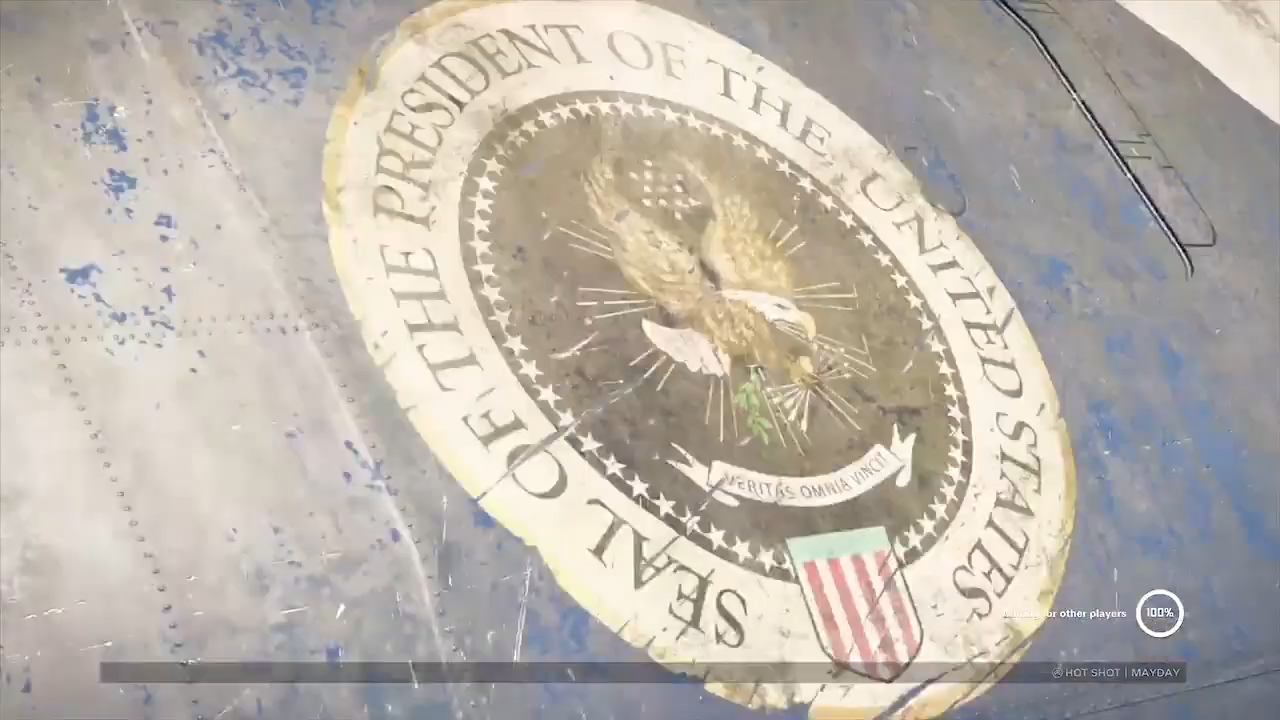 SEAL OF THE PRESIDENT OF THE UNITED STATES
VERITAS OMNIA VINCIT
for other players
100%
HOT SHOT | MAYDAY